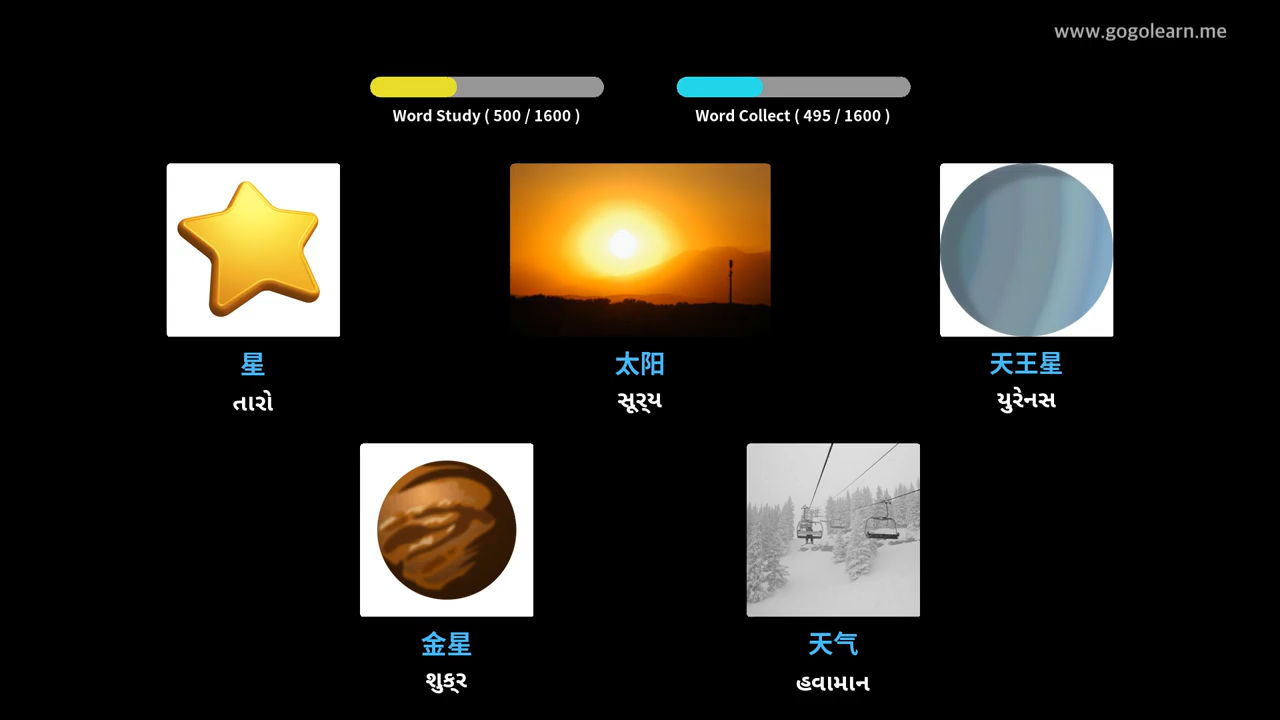 www.gogolearn.me
Word Study ( 500 / 1600 )
Word Collect ( 495 / 1600 )
星
તારો
太阳
સૂર્ય
天王星
યુરેનસ
金星
શુક્ર
天气
હવામાન